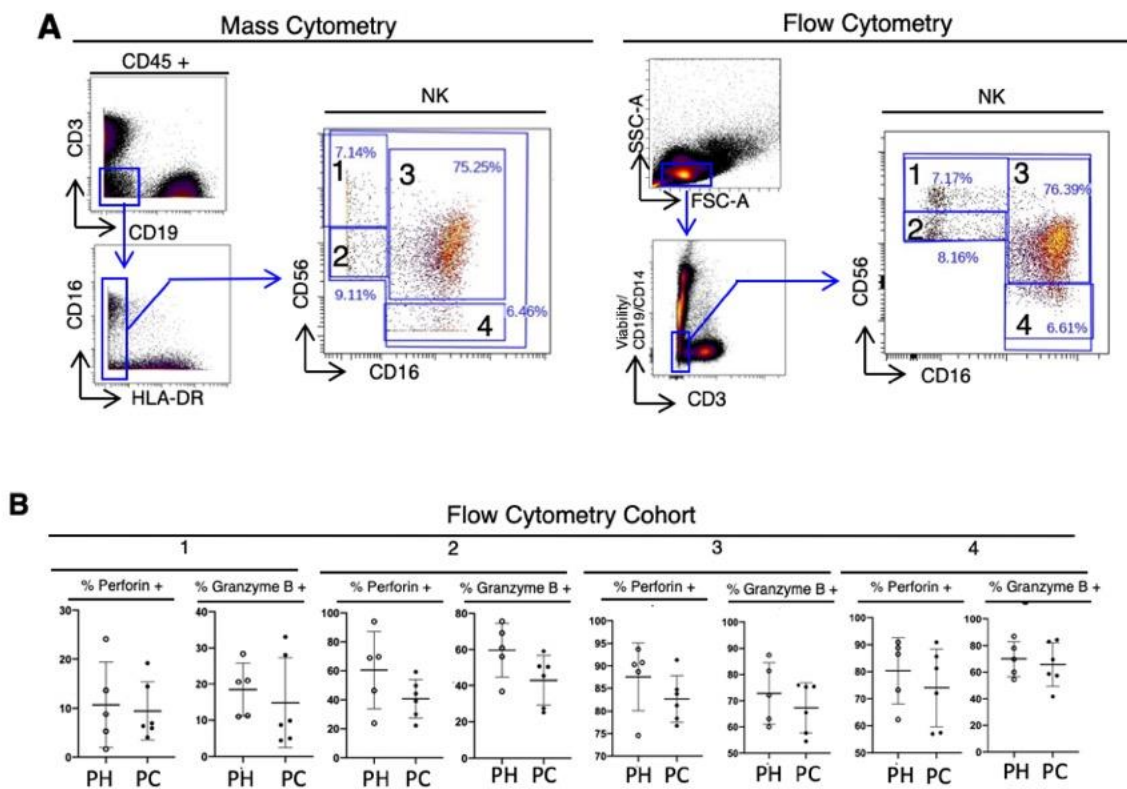 A
Mass Cytometry
Flow Cytometry
CD45 +
CD3
CD19
CD16
HLA-DR
NK
7.14%
1
3
75.25%
2
9.11%
6.46%
4
CD56
CD16
SSC-A
FSC-A
Viability/
CD19/CD14
CD3
NK
1
7.17%
3
76.39%
2
8.16%
4
6.61%
CD56
CD16
B
Flow Cytometry Cohort
1 2 3 4
% Perforin + % Granzyme B + % Perforin + % Granzyme B + % Perforin + % Granzyme B + % Perforin + % Granzyme B +
30
20
10
0
PH PC
40
30
20
10
0
PH PC
100
80
60
40
20
0
PH PC
80
60
40
20
0
PH PC
100
95
90
85
80
75
70
PH PC
100
90
80
70
60
50
PH PC
100
90
80
70
60
50
PH PC
100
80
60
40
20
0
PH PC